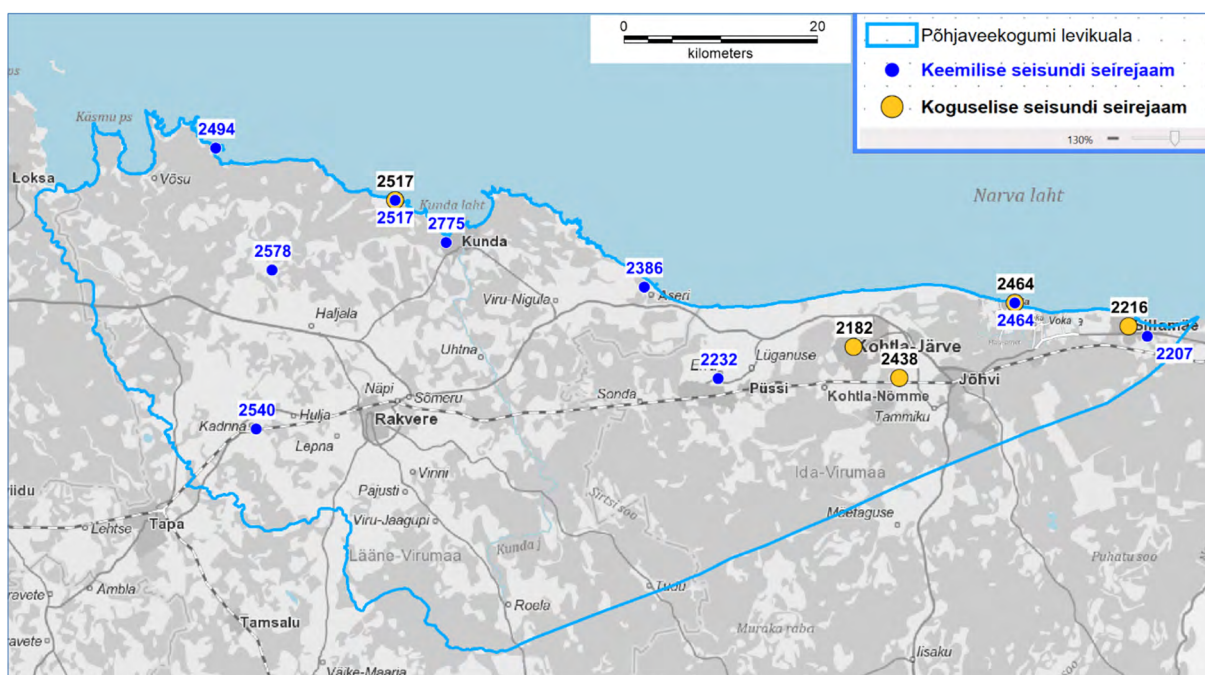 0 20
kilometers
Põhjaveekogumi levikuala
Keemilise seisundi seirejaam
Koguselise seisundi seirejaam
130%
Käsmu ps
2494
Loksa
Võsu
2517
2517
Kunda laht
2775
Kunda
Narva laht
2578
2386
Aseri
Viru-Nigula
Haljala
2464
2464
Voka
2216
Sillamäe
2207
2182
Kohtla-Järve
Uhtna
Lüganuse
2232
2438
Püssi
Jõhvi
Kohtla-Nõmme
Näpi
Sõmeru
Sonda
Tammiku
2540
Hulja
Rakvere
Kadrina
Lepna
Vinni
Ida-Virumaa
Pajusti
Sirtsi soo
Tapa
Viru-Jaagupi
Mäetaguse
Lehtse
Lääne-Virumaa
Kunda j
Puhatu soo
Ambla
Tudu
Roela
Tamsalu
Muraka raba
Väike-Maarja
Iisaku